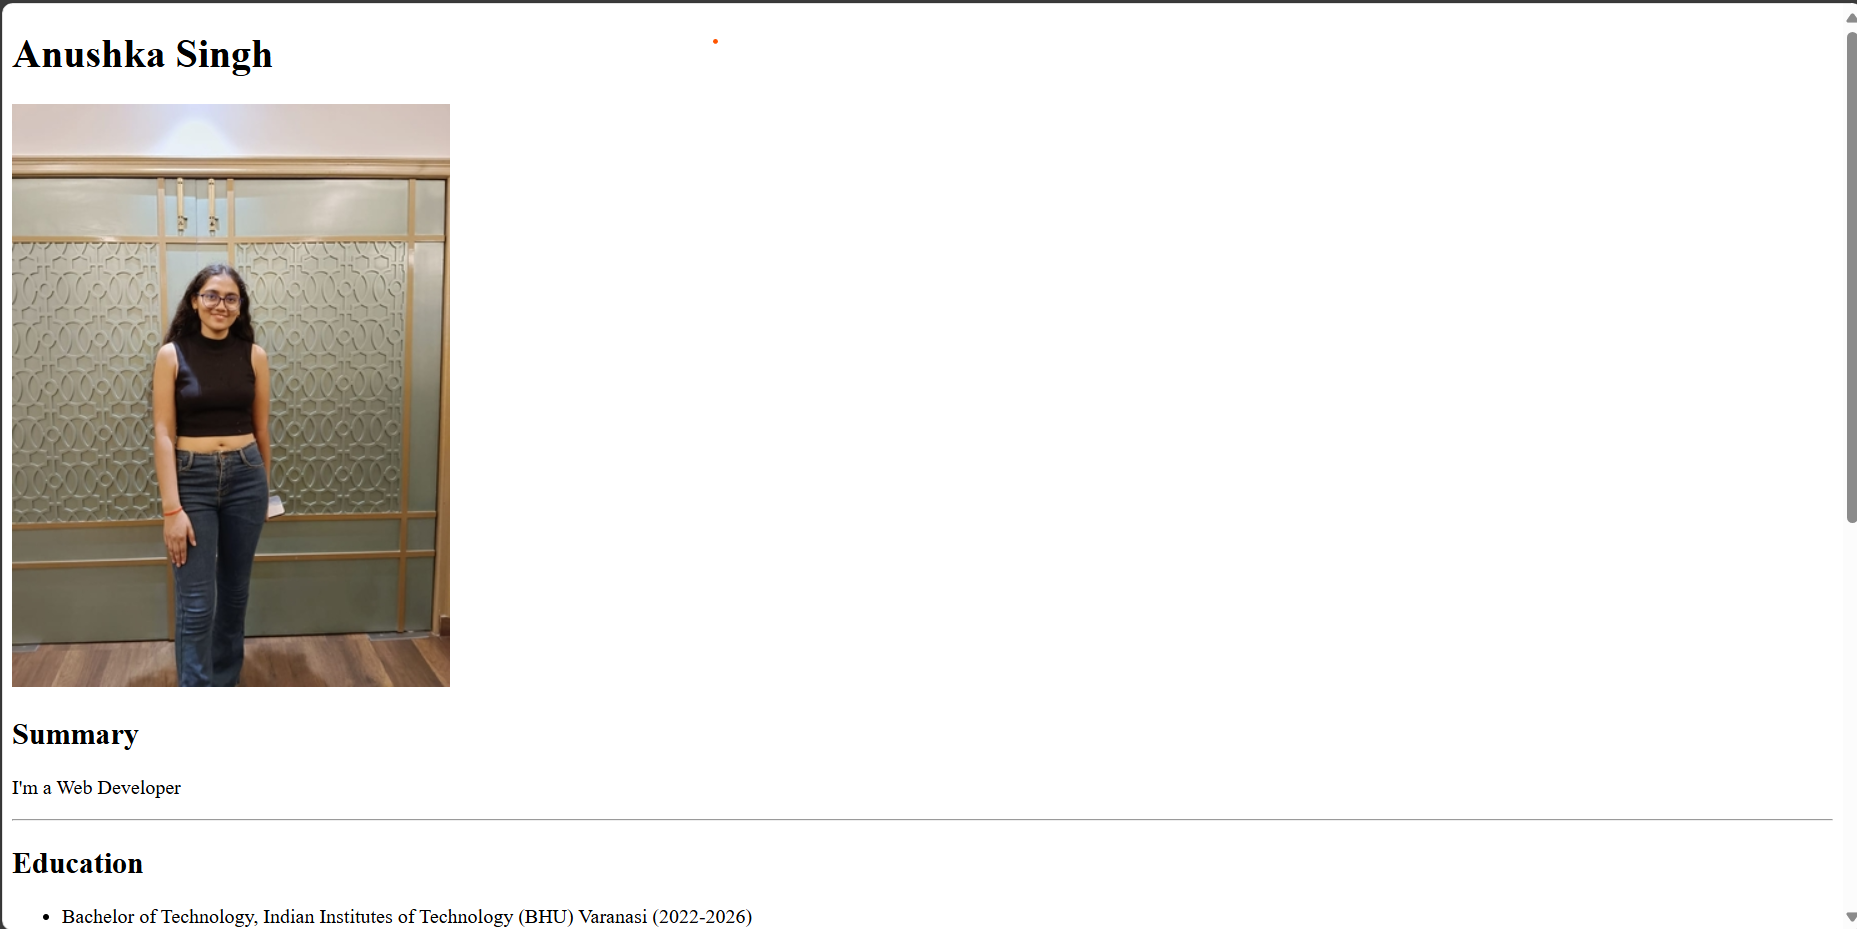 Anushka Singh
Summary
I'm a Web Developer
Education
• Bachelor of Technology, Indian Institutes of Technology (BHU) Varanasi (2022-2026)